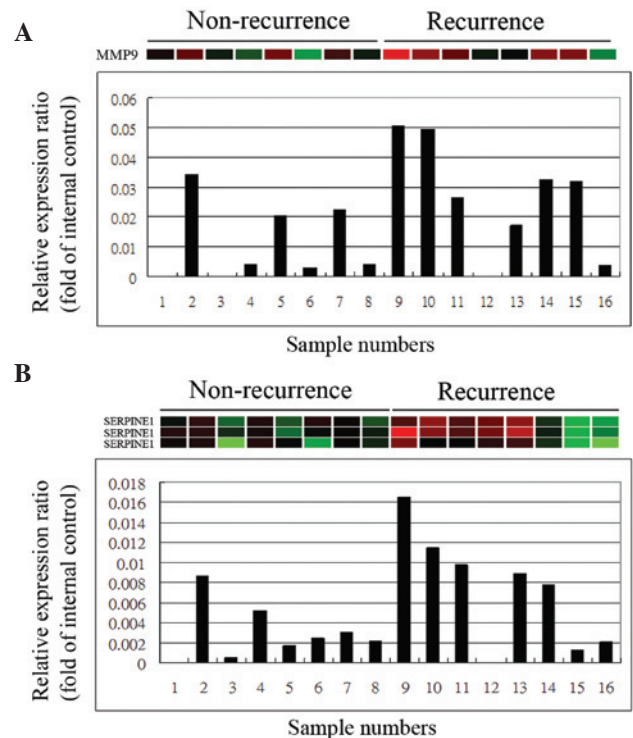 A
Non-recurrence Recurrence
MMP9
Relative expression ratio
(fold of internal control)
0.06
0.05
0.04
0.03
0.02
0.01
0
1 2 3 4 5 6 7 8 9 10 11 12 13 14 15 16
Sample numbers
B
Non-recurrence Recurrence
SERPINE1
SERPINE1
SERPINE1
Relative expression ratio
(fold of internal control)
0.018
0.016
0.014
0.012
0.01
0.008
0.006
0.004
0.002
0
1 2 3 4 5 6 7 8 9 10 11 12 13 14 15 16
Sample numbers